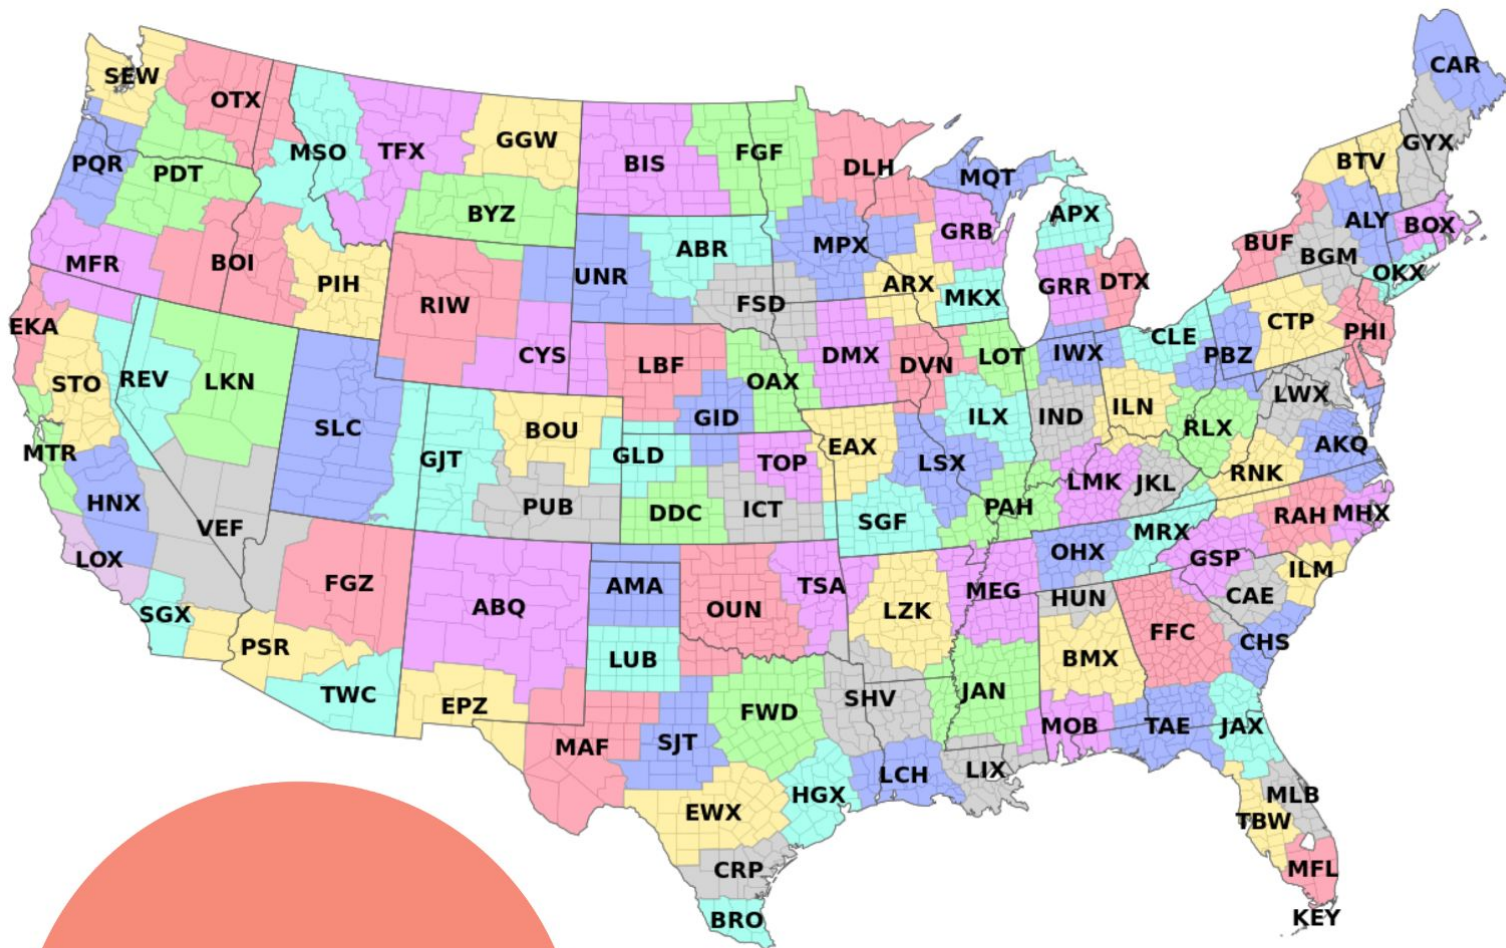 CAR
SEW
OTX
GGW
GYX
MSO
TFX
FGF
BIS
BTV
PQR
DLH
PDT
MQT
BYZ
APX
ALY
BOX
GRB
MPX
BUF
ABR
BGM
MFR
BOI
UNR
OKX
PIH
ARX
DTX
GRR
RIW
FSD
MKX
EKA
CTP
PHI
CLE
CYS
DMX
LOT
IWX
PBZ
LBF
DVN
REV
LKN
STO
OAX
LWX
ILN
GID
ILX
IND
SLC
BOU
RLX
MTR
EAX
AKQ
GJT
GLD
TOP
LSX
RNK
LMK
JKL
HNX
PUB
DDC
ICT
PAH
RAH
MHX
VEF
SGF
MRX
LOX
OHX
GSP
ILM
FGZ
AMA
TSA
MEG
HUN
CAE
ABQ
OUN
LZK
SGX
FFC
CHS
PSR
LUB
BMX
TWC
JAN
SHV
EPZ
FWD
MOB
TAE
JAX
MAF
SJT
LIX
LCH
HGX
MLB
EWX
TBW
CRP
MFL
BRO
KEY